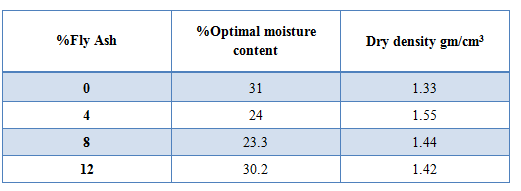 %Fly Ash %Optimal moisture content Dry density gm/cm³
0 31 1.33
4 24 1.55
8 23.3 1.44
12 30.2 1.42